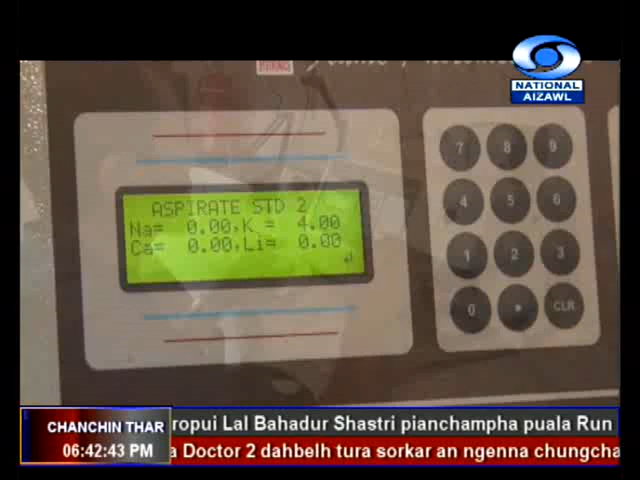 NATIONAL
AIZAWL
ASPIRATE STD 2
Na= 0.00,K = 4.00
Ca= 0.00,Li= 0.00
↲
7 8 9
4 5 6
1 2 3
0 * CLR
CHANCHIN THAR
06:42:43 PM
ropui Lal Bahadur Shastri pianchampha puala Run
a Doctor 2 dahbelh tura sorkar an ngenna chungcha